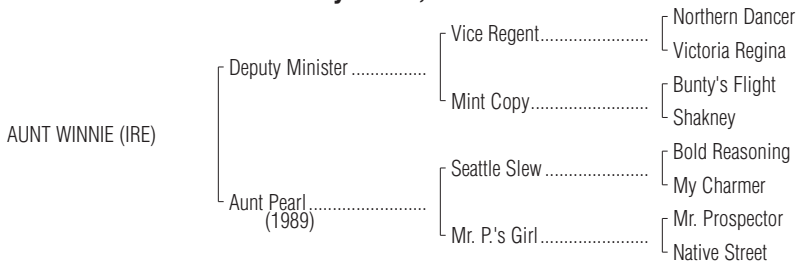 Northern Dancer
Vice Regent
Victoria Regina
Deputy Minister
Bunty's Flight
Mint Copy
Shakney
AUNT WINNIE (IRE)
Bold Reasoning
Seattle Slew
My Charmer
Aunt Pearl
(1989)
Mr. Prospector
Mr. P.'s Girl
Native Street